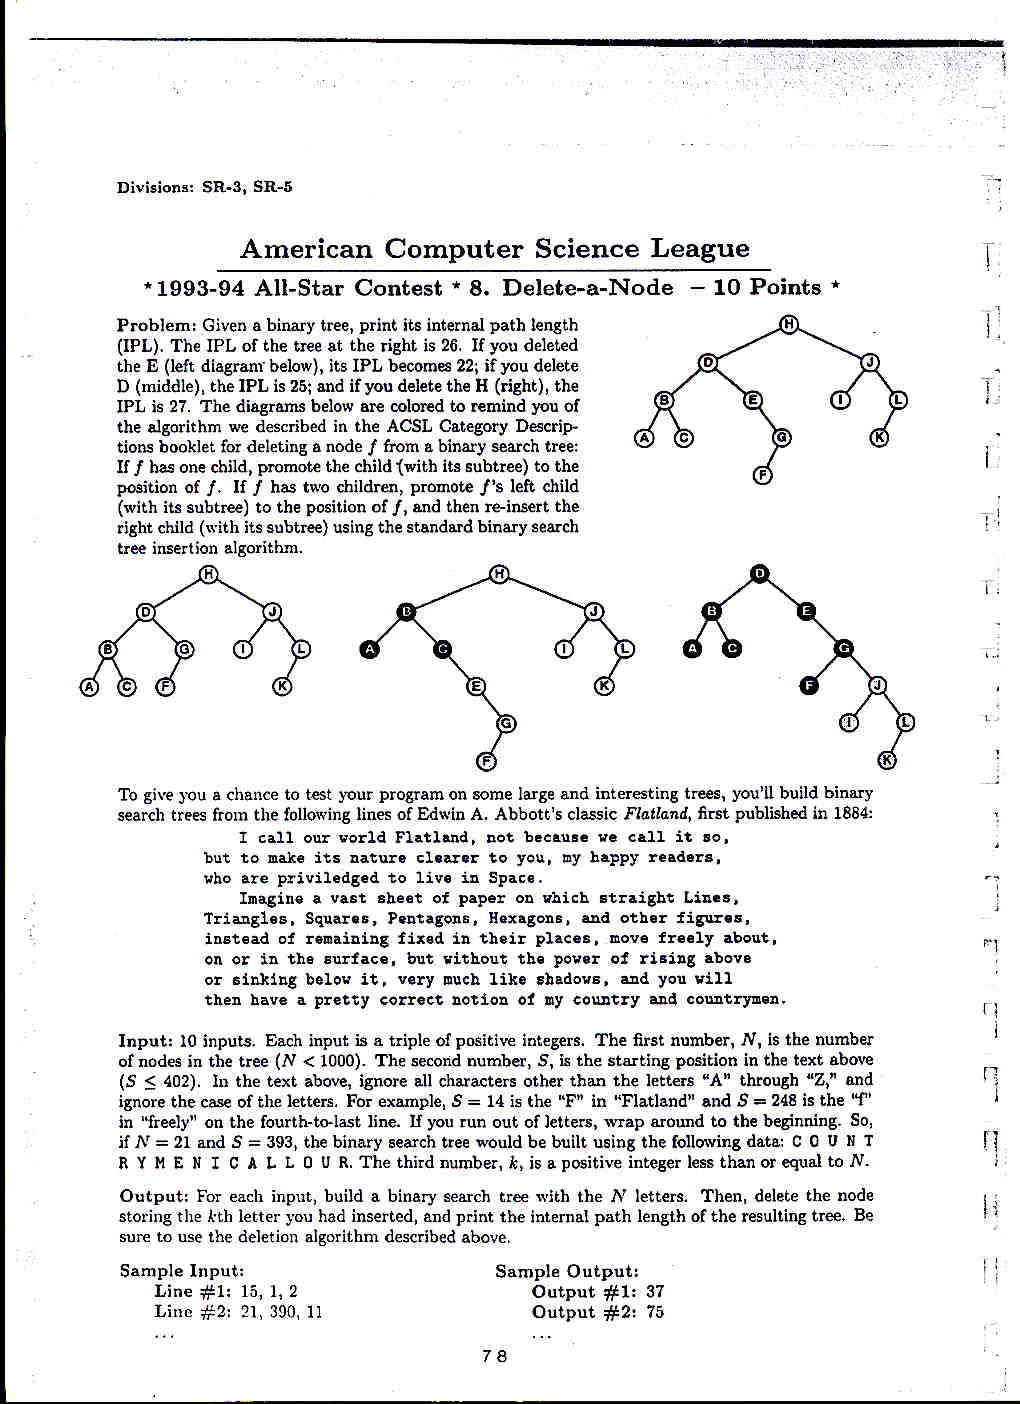 Divisions: SR-3, SR-5
American Computer Science League
* 1993-94 All-Star Contest * 8. Delete-a-Node – 10 Points *
Problem: Given a binary tree, print its internal path length
(IPL). The IPL of the tree at the right is 26. If you deleted
the E (left diagram below), its IPL becomes 22; if you delete
D (middle), the IPL is 25; and if you delete the H (right), the
IPL is 27. The diagrams below are colored to remind you of
the algorithm we described in the ACSL Category Descrip-
tions booklet for deleting a node f from a binary search tree:
If f has one child, promote the child (with its subtree) to the
position of f. If f has two children, promote f's left child
(with its subtree) to the position of f, and then re-insert the
right child (with its subtree) using the standard binary search
tree insertion algorithm.
H
D J
B E I L
A C G K
F
H H D
D J B J B E
B G I L A C I L A C G
A C F K E K F J
G I L
F K
To give you a chance to test your program on some large and interesting trees, you'll build binary
search trees from the following lines of Edwin A. Abbott's classic Flatland, first published in 1884:
I call our world Flatland, not because we call it so,
but to make its nature clearer to you, my happy readers,
who are priviledged to live in Space.
Imagine a vast sheet of paper on which straight Lines,
Triangles, Squares, Pentagons, Hexagons, and other figures,
instead of remaining fixed in their places, move freely about,
on or in the surface, but without the power of rising above
or sinking below it, very much like shadows, and you will
then have a pretty correct notion of my country and countrymen.
Input: 10 inputs. Each input is a triple of positive integers. The first number, N, is the number
of nodes in the tree (N < 1000). The second number, S, is the starting position in the text above
(S ≤ 402). In the text above, ignore all characters other than the letters “A” through “Z,” and
ignore the case of the letters. For example, S = 14 is the “F” in “Flatland” and S = 248 is the “f”
in “freely” on the fourth-to-last line. If you run out of letters, wrap around to the beginning. So,
if N = 21 and S = 393, the binary search tree would be built using the following data: C O U N T
R Y M E N I C A L L O U R. The third number, k, is a positive integer less than or equal to N.
Output: For each input, build a binary search tree with the N letters. Then, delete the node
storing the kth letter you had inserted, and print the internal path length of the resulting tree. Be
sure to use the deletion algorithm described above.
Sample Input:
Line #1: 15, 1, 2
Line #2: 21, 390, 11
...
Sample Output:
Output #1: 37
Output #2: 75
...
78